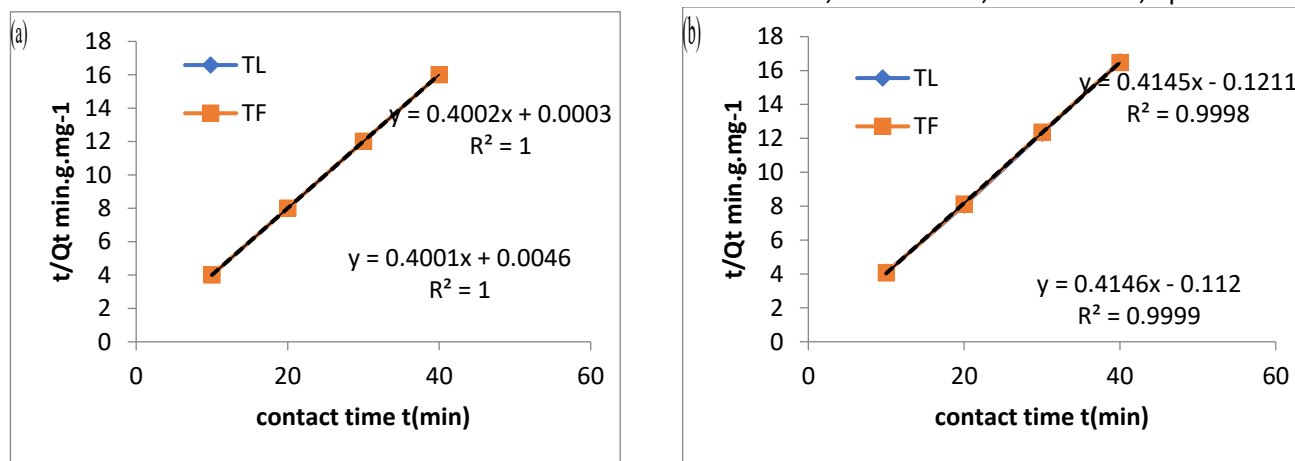 (a)
18
16
14
12
10
8
6
4
2
0
t/Qt min.g.mg-1
TL
TF
y = 0.4002x + 0.0003
R² = 1
y = 0.4001x + 0.0046
R² = 1
0 20 40 60
contact time t(min)
(b)
18
16
14
12
10
8
6
4
2
0
t/Qt min.g.mg-1
TL
TF
y = 0.4145x - 0.1211
R² = 0.9998
y = 0.4146x - 0.112
R² = 0.9999
0 20 40 60
contact time t(min)